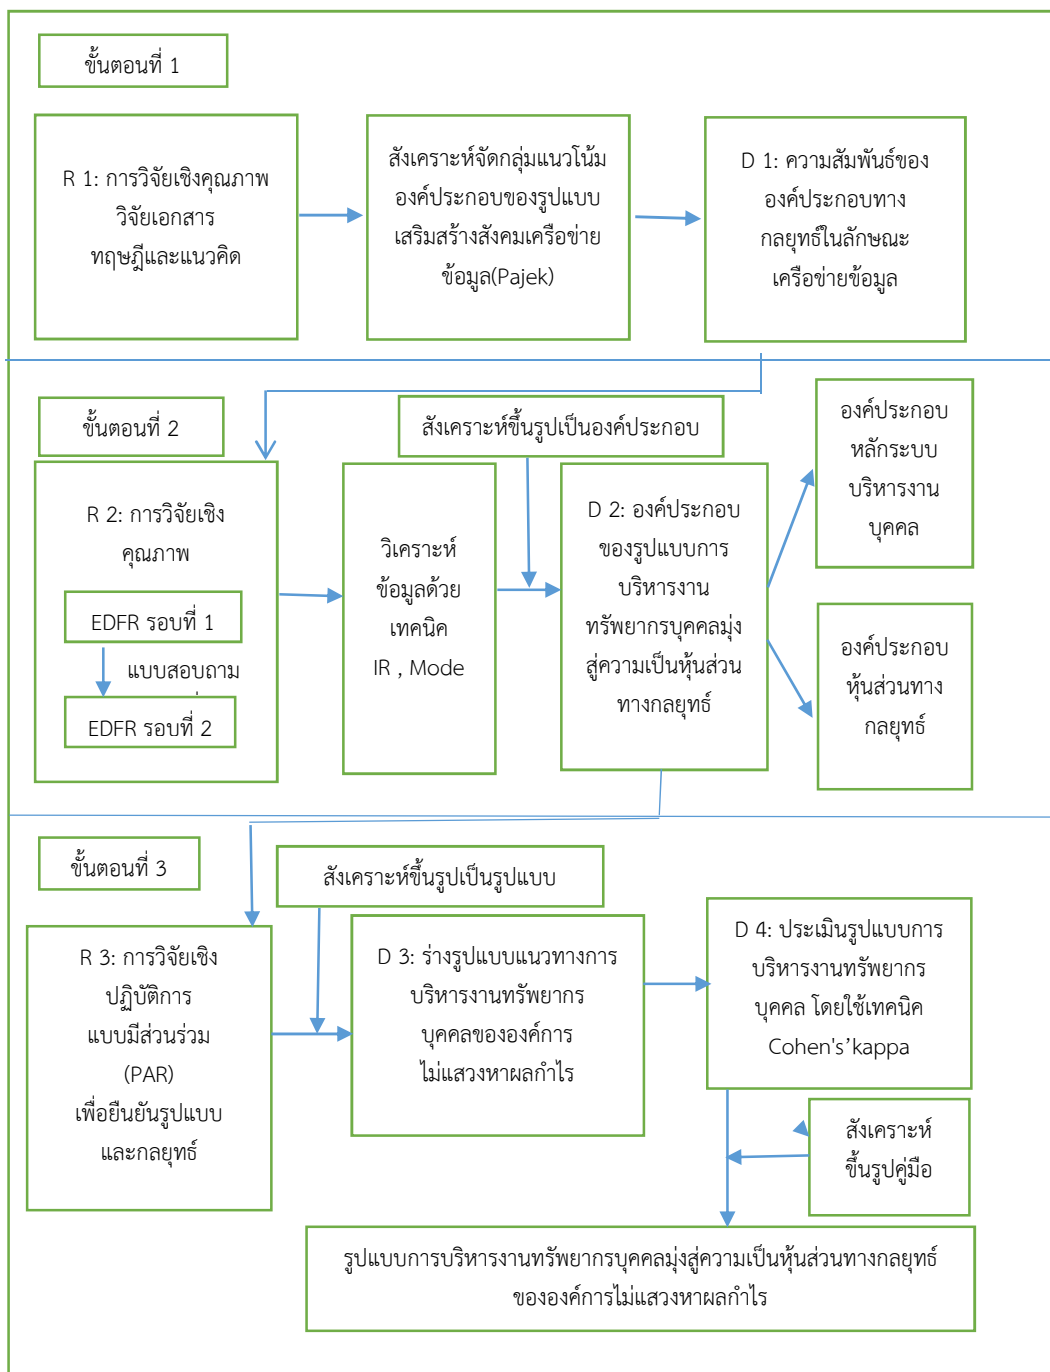 ขั้นตอนที่ 1
R 1: การวิจัยเชิงคุณภาพ
วิจัยเอกสาร
ทฤษฎีและแนวคิด
สังเคราะห์จัดกลุ่มแนวโน้ม
องค์ประกอบของรูปแบบ
เสริมสร้างสังคมเครือข่าย
ข้อมูล(Pajek)
D 1: ความสัมพันธ์ของ
องค์ประกอบทาง
กลยุทธ์ในลักษณะ
เครือข่ายข้อมูล
ขั้นตอนที่ 2
R 2: การวิจัยเชิง
คุณภาพ
EDFR รอบที่ 1
แบบสอบถาม
EDFR รอบที่ 2
วิเคราะห์
ข้อมูลด้วย
เทคนิค
IR , Mode
สังเคราะห์ขึ้นรูปเป็นองค์ประกอบ
D 2: องค์ประกอบ
ของรูปแบบการ
บริหารงาน
ทรัพยากรบุคคลมุ่ง
สู่ความเป็นหุ้นส่วน
ทางกลยุทธ์
องค์ประกอบ
หลักระบบ
บริหารงาน
บุคคล
องค์ประกอบ
หุ้นส่วนทาง
กลยุทธ์
ขั้นตอนที่ 3
R 3: การวิจัยเชิง
ปฏิบัติการ
แบบมีส่วนร่วม
(PAR)
เพื่อยืนยันรูปแบบ
และกลยุทธ์
สังเคราะห์ขึ้นรูปเป็นรูปแบบ
D 3: ร่างรูปแบบแนวทางการ
บริหารงานทรัพยากร
บุคคลขององค์การ
ไม่แสวงหาผลกำไร
D 4: ประเมินรูปแบบการ
บริหารงานทรัพยากร
บุคคล โดยใช้เทคนิค
Cohen's’kappa
สังเคราะห์
ขึ้นรูปคู่มือ
รูปแบบการบริหารงานทรัพยากรบุคคลมุ่งสู่ความเป็นหุ้นส่วนทางกลยุทธ์
ขององค์การไม่แสวงหาผลกำไร